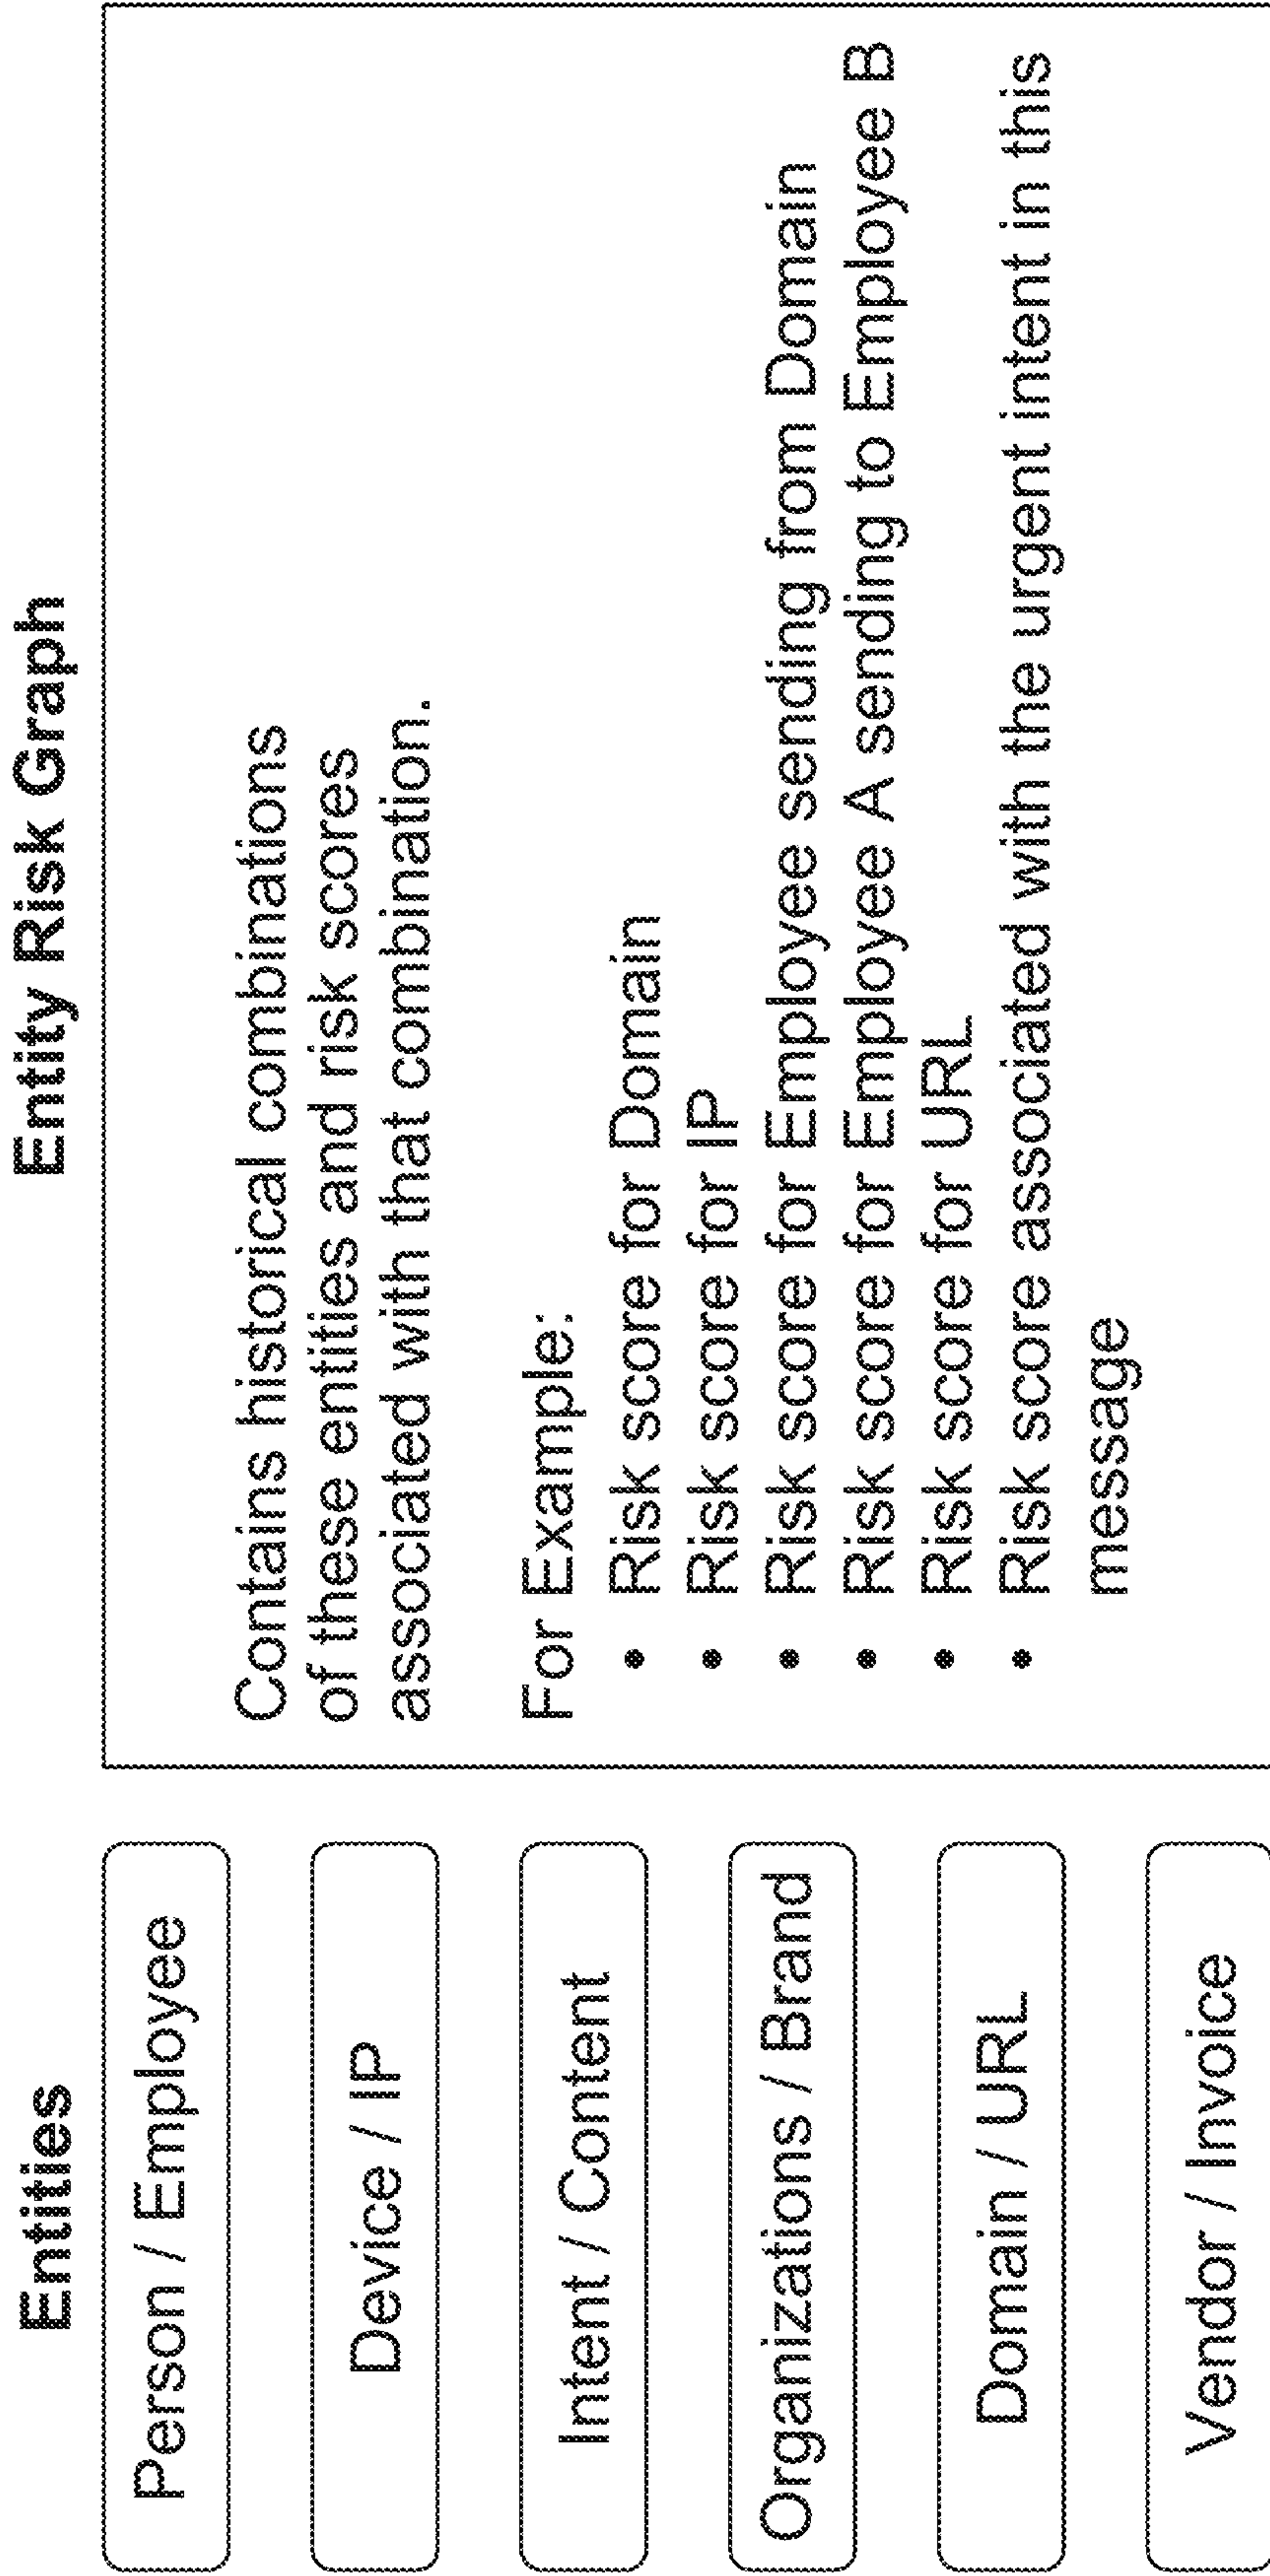 Entities
Person / Employee
Device / IP
Intent / Content
Organizations / Brand
Domain / URL
Vendor / Invoice
Entity Risk Graph
Contains historical combinations
of these entities and risk scores
associated with that combination.
For Example:
• Risk score for Domain
• Risk score for IP
• Risk score for Employee sending from Domain
• Risk score for Employee A sending to Employee B
• Risk score for URL
• Risk score associated with the urgent intent in this
message